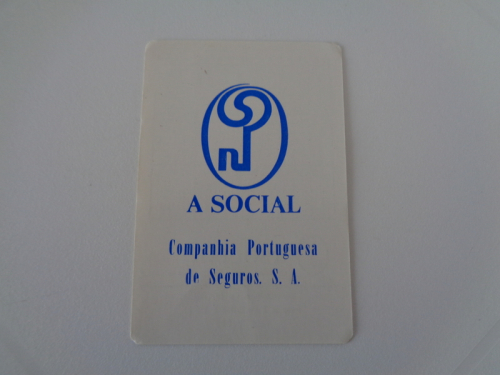 A SOCIAL
Companhia Portuguesa
de Seguros. S. A.